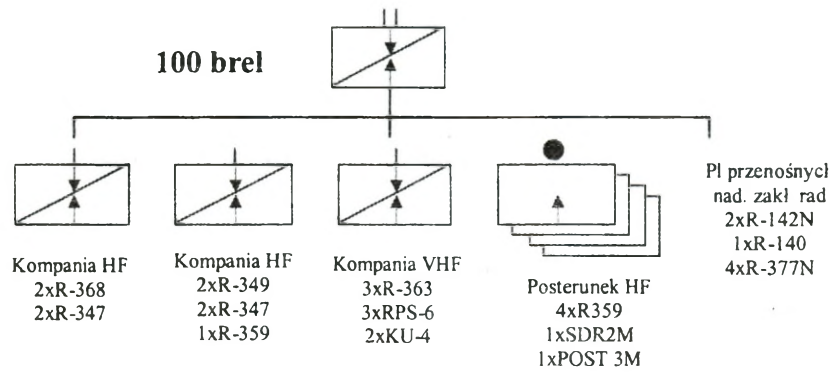 100 brel
Kompania HF
2xR-368
2xR-347
Kompania HF
2xR-349
2xR-347
1xR-359
Kompania VHF
3xR-363
3xRPS-6
2xKU-4
Posterunek HF
4xR359
1xSDR2M
1xPOST 3M
Pl przenośnych
nad. zakł rad
2xR-142N
1xR-140
4xR-377N